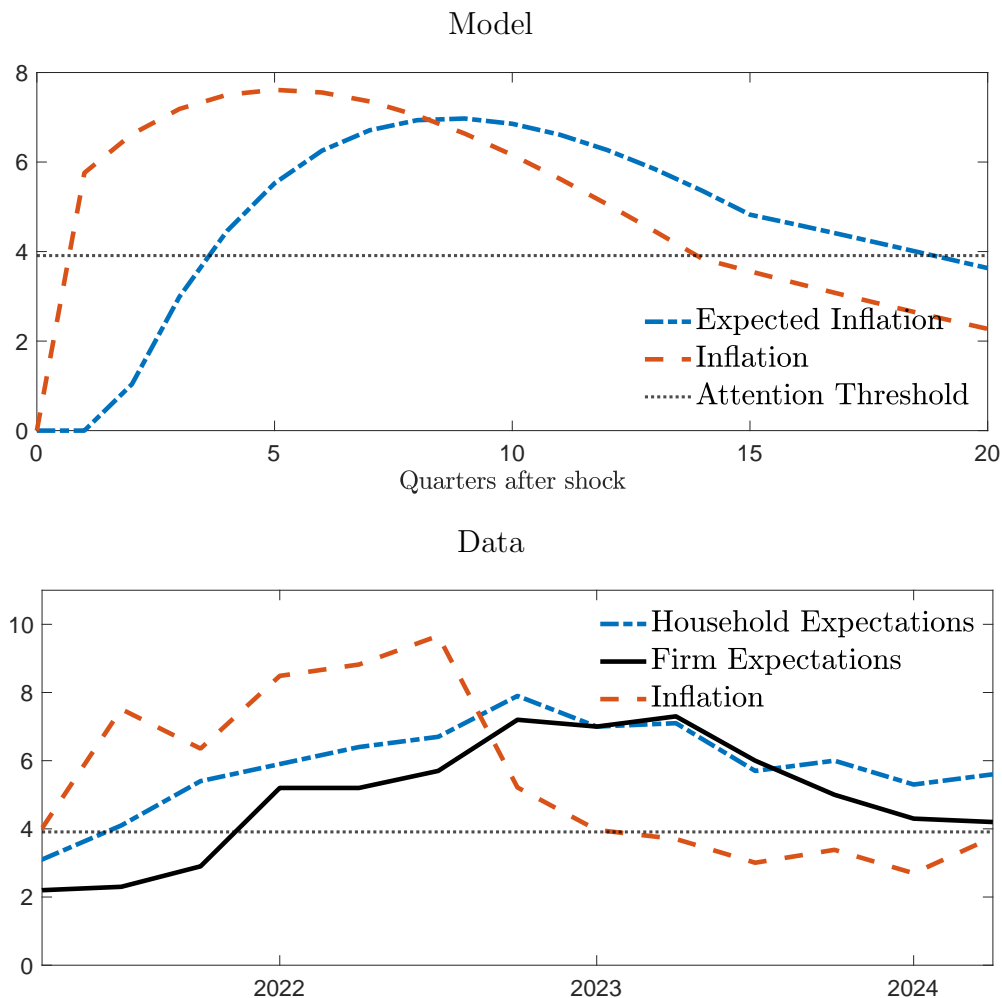 Model
8
6
4
2
0
Expected Inflation
Inflation
Attention Threshold
0 5 10 15 20
Quarters after shock
Data
10
8
6
4
2
0
Household Expectations
Firm Expectations
Inflation
2022 2023 2024